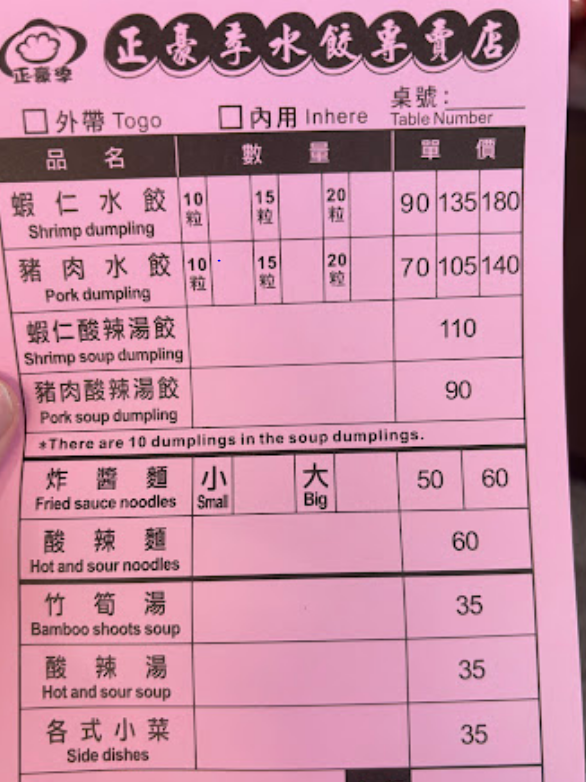 正豪季水餃專賣店
正豪季
□外帶 Togo □內用 Inhere 桌號:
Table Number
品名 數量 單價
蝦仁水餃 10粒 15粒 20粒 90 135 180
Shrimp dumpling
豬肉水餃 10粒 15粒 20粒 70 105 140
Pork dumpling
蝦仁酸辣湯餃 110
Shrimp soup dumpling
豬肉酸辣湯餃 90
Pork soup dumpling
*There are 10 dumplings in the soup dumplings.
炸醬麵 小 大 50 60
Fried sauce noodles Small Big
酸辣麵 60
Hot and sour noodles
竹筍湯 35
Bamboo shoots soup
酸辣湯 35
Hot and sour soup
各式小菜 35
Side dishes